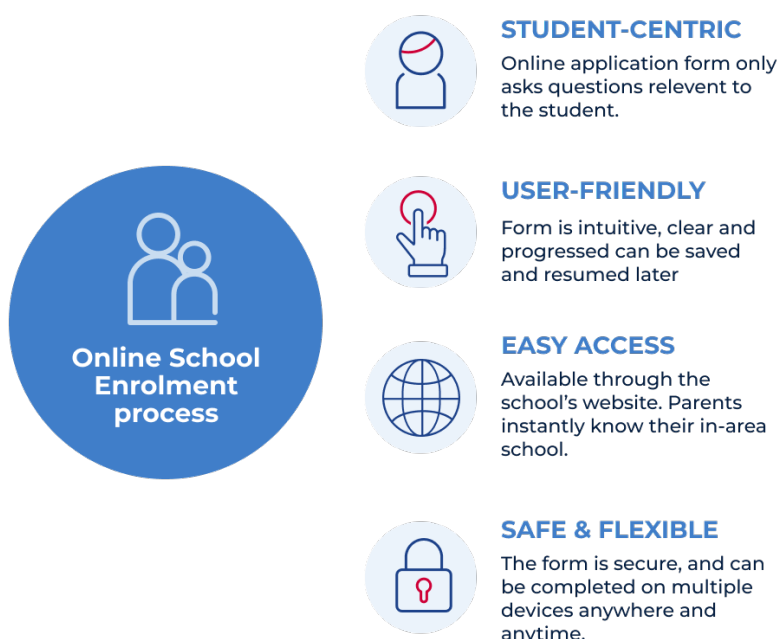 STUDENT-CENTRIC
Online application form only
asks questions relevent to
the student.
USER-FRIENDLY
Form is intuitive, clear and
progressed can be saved
and resumed later
Online School
Enrolment
process
EASY ACCESS
Available through the
school's website. Parents
instantly know their in-area
school.
SAFE & FLEXIBLE
The form is secure, and can
be completed on multiple
devices anywhere and
anytime.